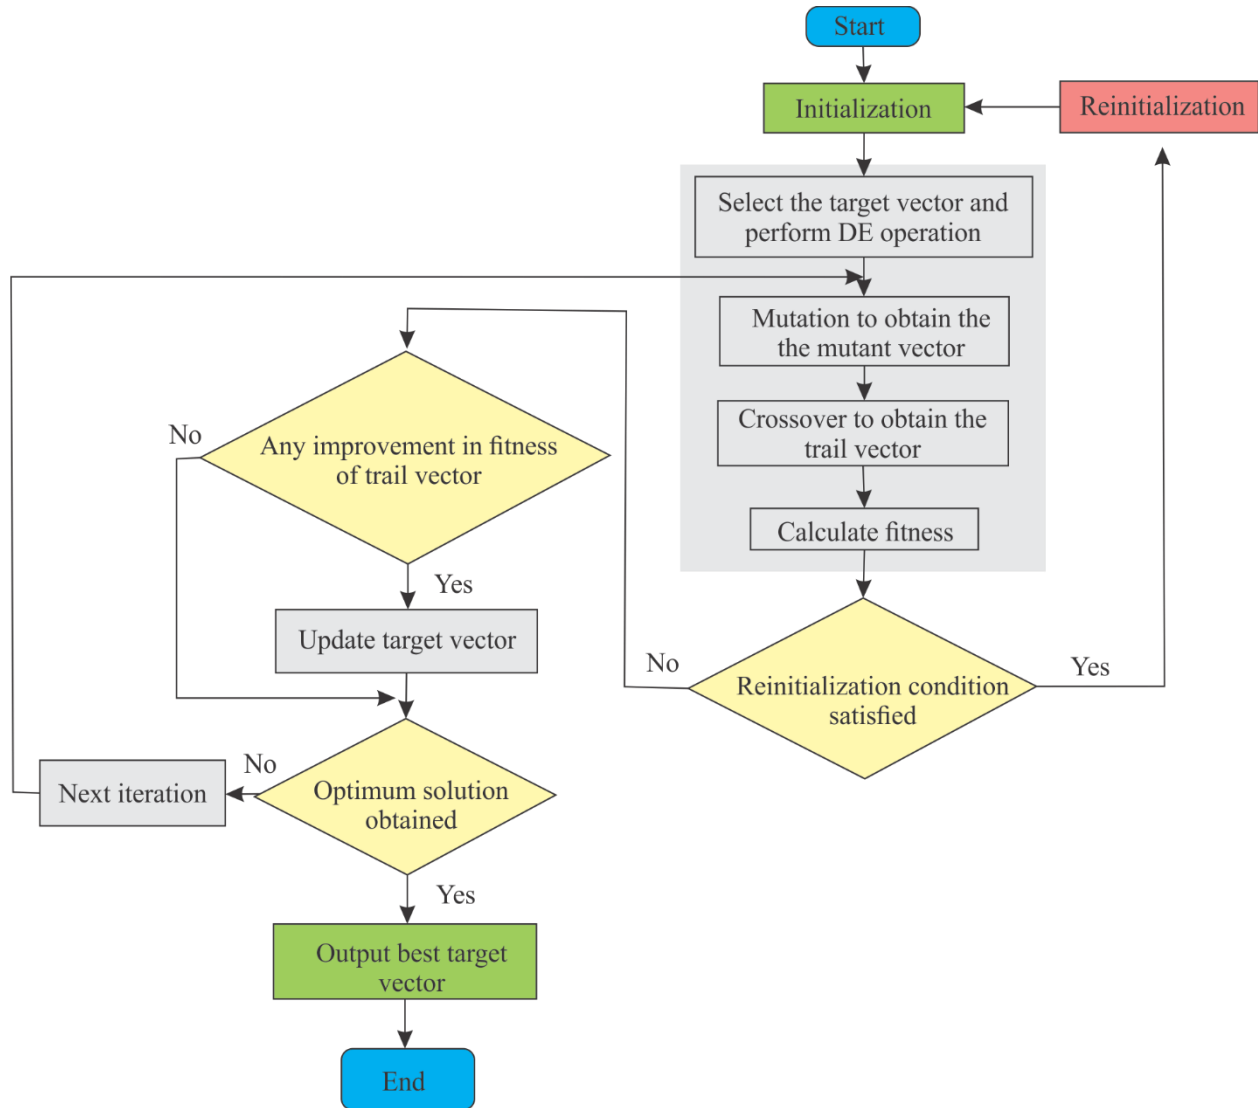 Start
Initialization
Reinitialization
Select the target vector and
perform DE operation
Mutation to obtain the
the mutant vector
Crossover to obtain the
trail vector
Calculate fitness
Reinitialization condition
satisfied
Yes
No
Any improvement in fitness
of trail vector
No
Yes
Update target vector
Optimum solution
obtained
No
Next iteration
Yes
Output best target
vector
End